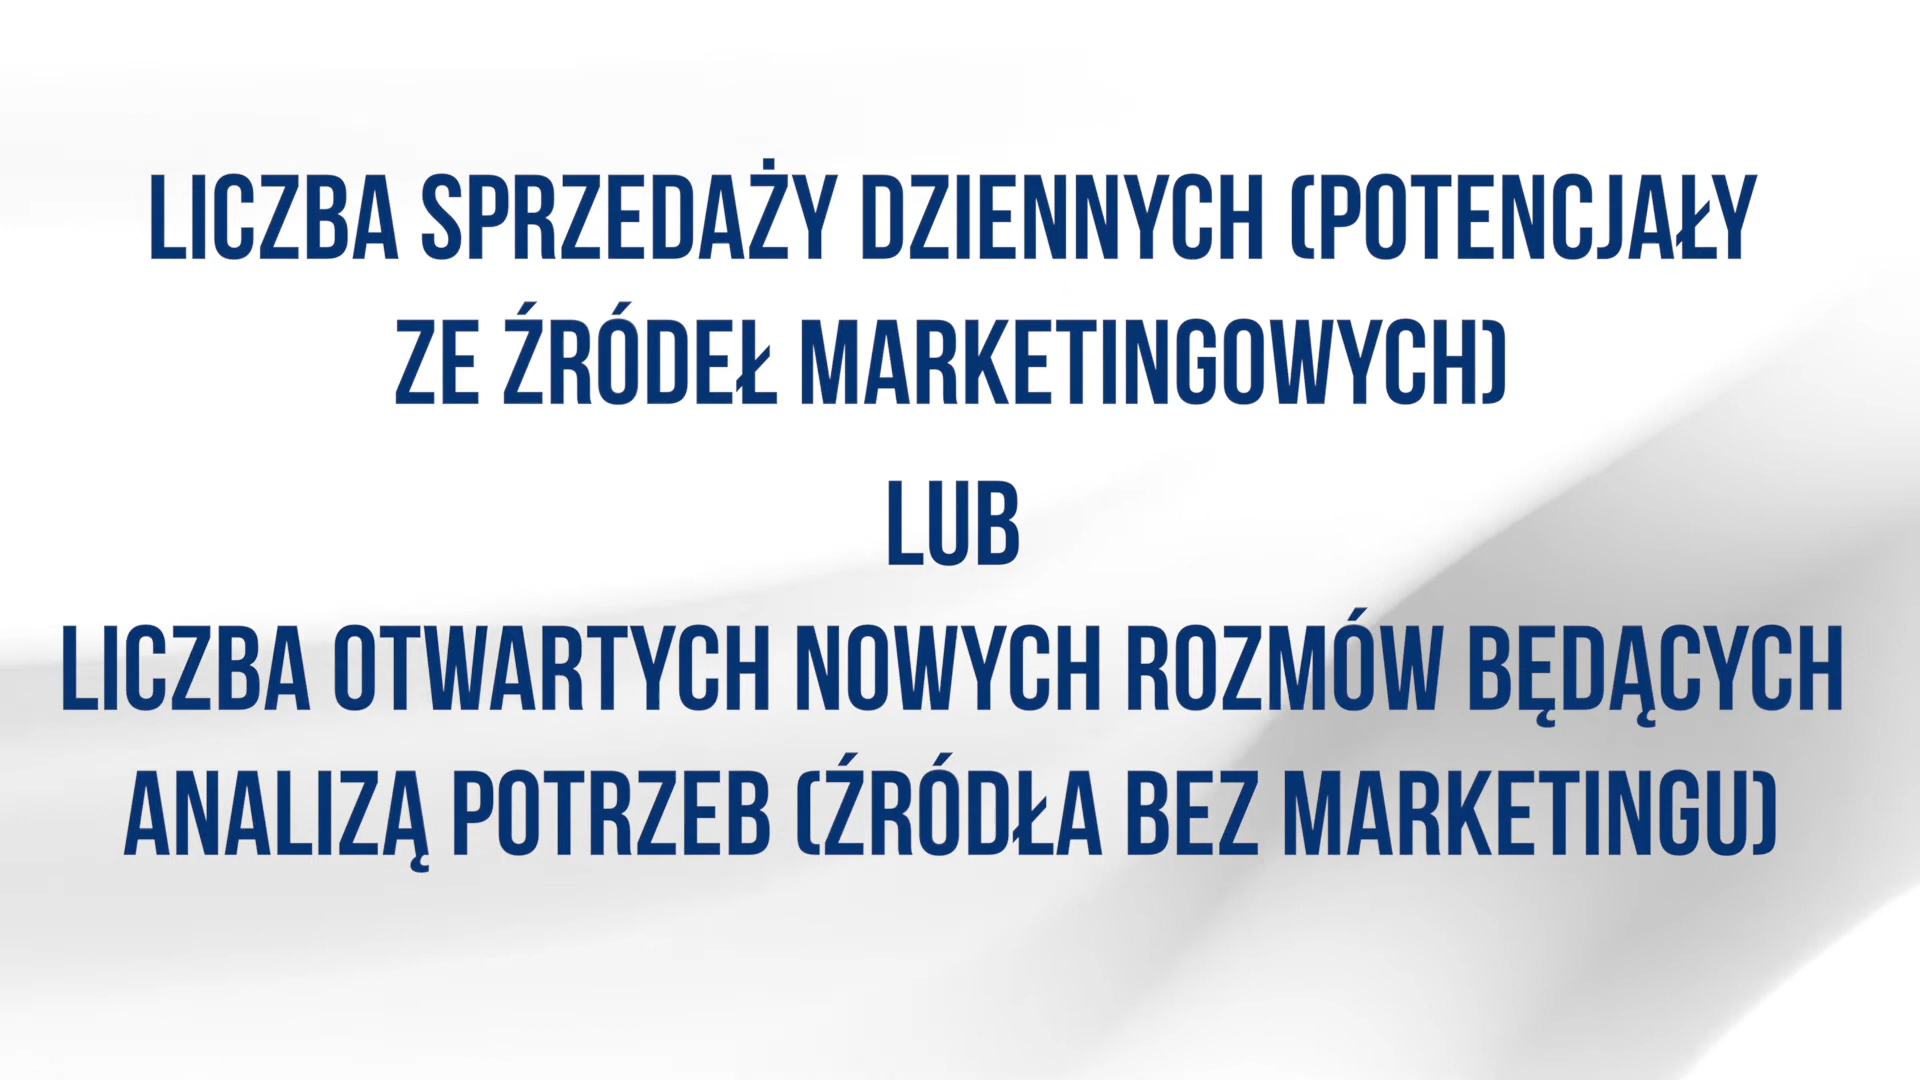 LICZBA SPRZEDAŻY DZIENNYCH (POTENCJAŁY
ZE ŹRÓDEŁ MARKETINGOWYCH)
LUB
LICZBA OTWARTYCH NOWYCH ROZMÓW BĘDĄCYCH
ANALIZĄ POTRZEB (ŹRÓDŁA BEZ MARKETINGU)